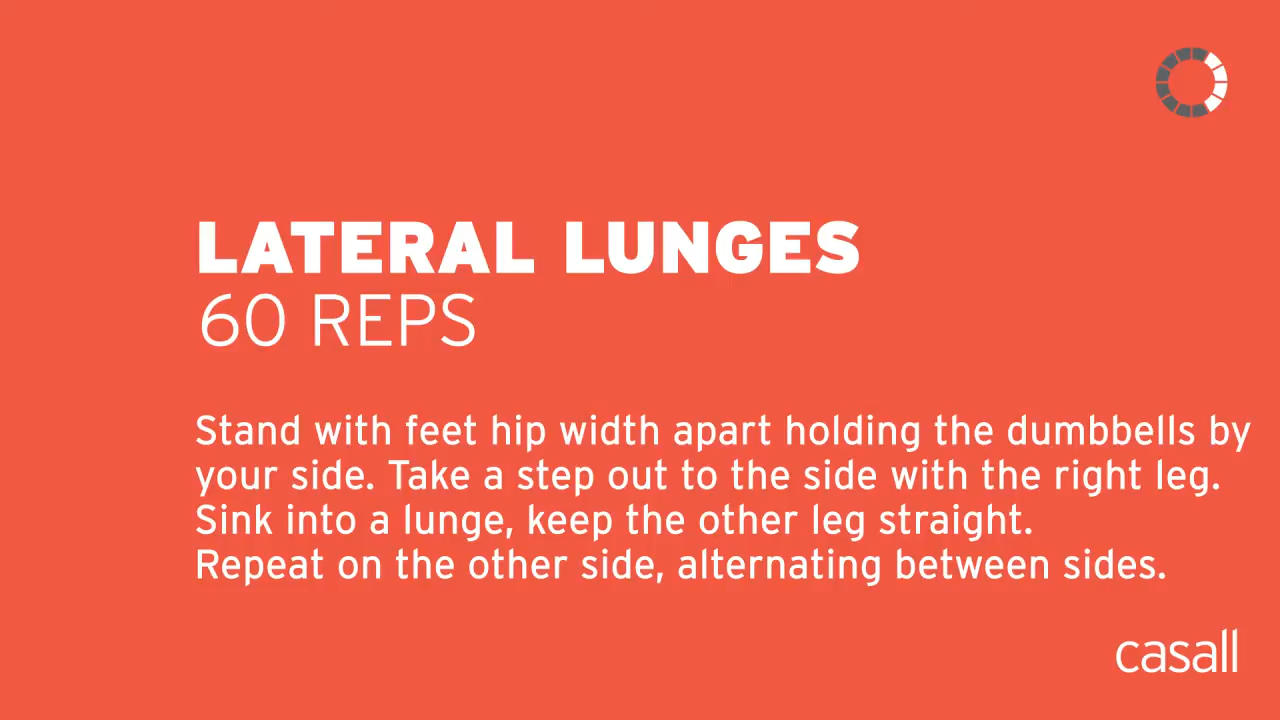 LATERAL LUNGES
60 REPS
Stand with feet hip width apart holding the dumbbells by
your side. Take a step out to the side with the right leg.
Sink into a lunge, keep the other leg straight.
Repeat on the other side, alternating between sides.
casall